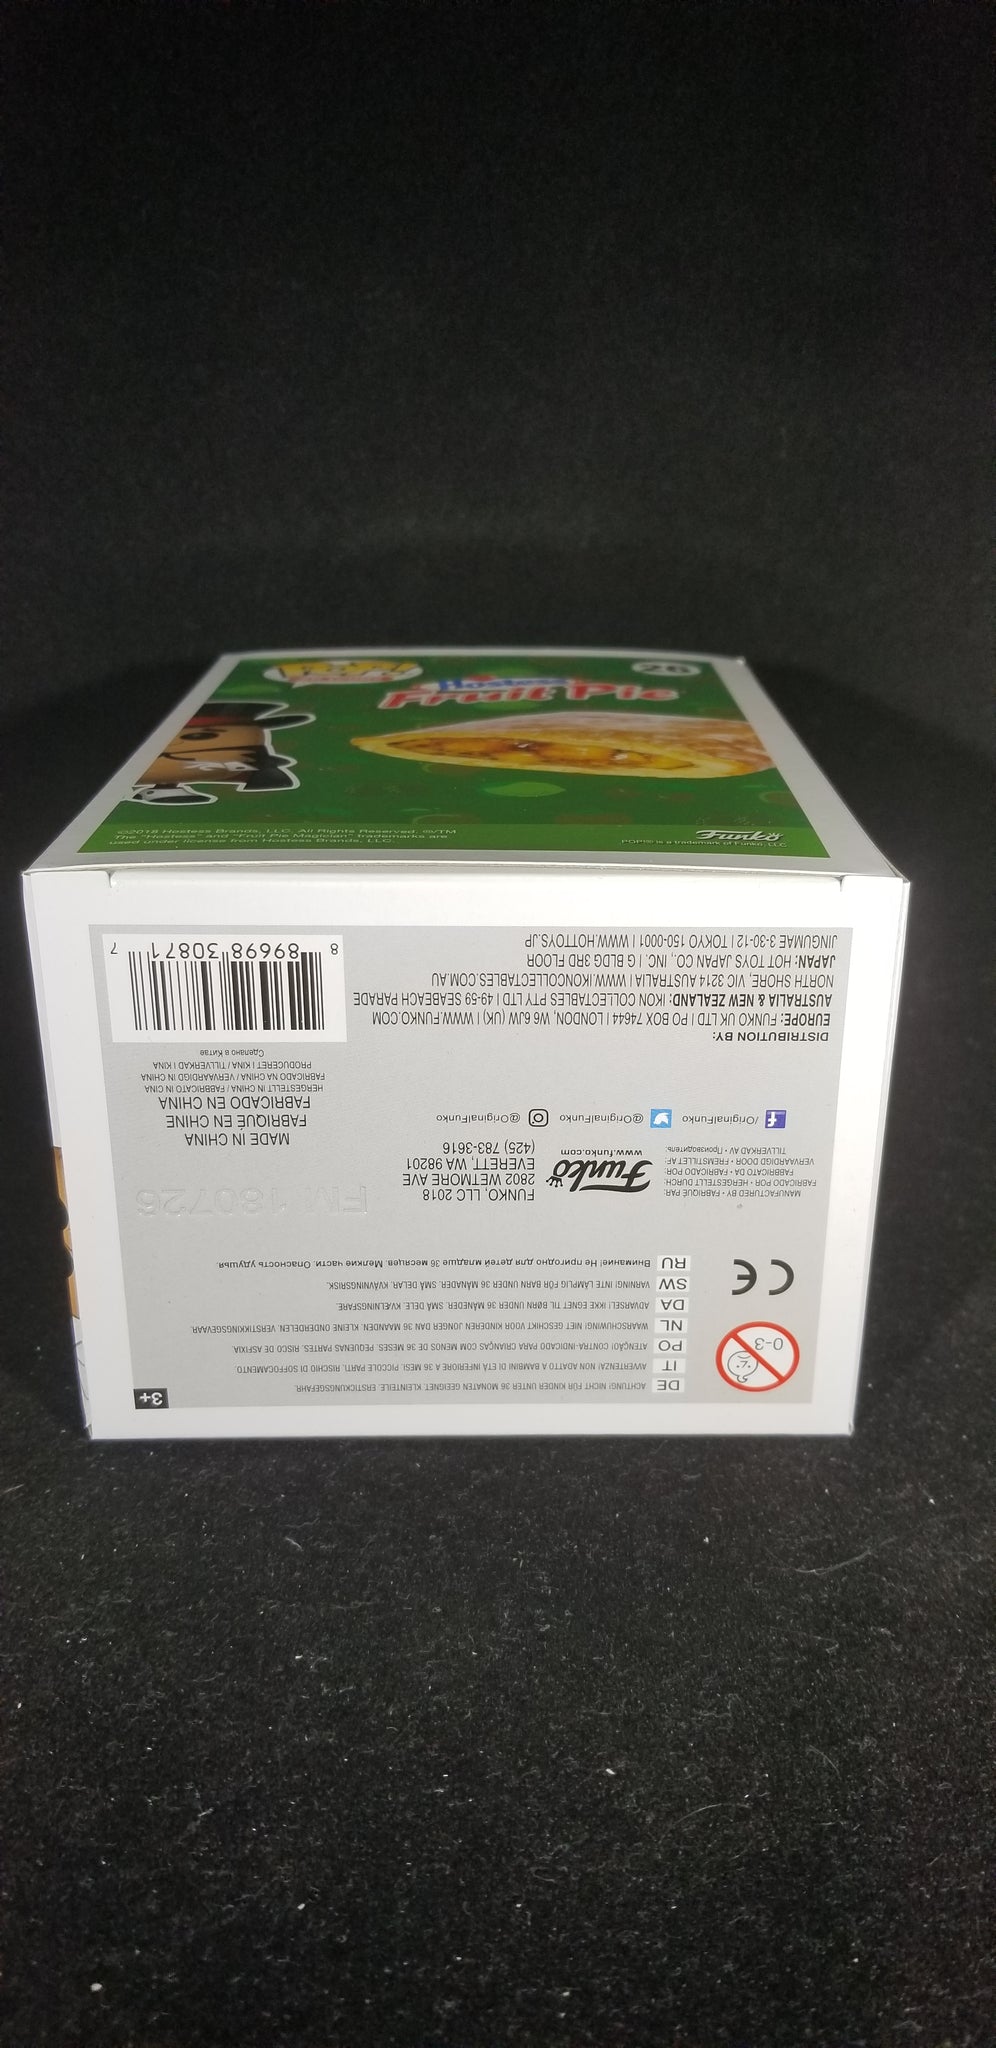 26
Hostess
Fruit Pie
POP!
Funko
POP!® is a trademark of Funko, LLC
©2018 Hostess Brands, LLC. All Rights Reserved. ®/TM
The "Hostess" and "Fruit Pie Magician" trademarks are
used under license from Hostess Brands, LLC.
3+
0-3
CE
DE ACHTUNG! NICHT FÜR KINDER UNTER 36 MONATEN GEEIGNET. KLEINTEILE. ERSTICKUNGSGEFAHR.
IT AVVERTENZA! NON ADATTO A BAMBINI DI ETÀ INFERIORE A 36 MESI. PICCOLE PARTI. RISCHIO DI SOFFOCAMENTO.
PO ATENÇÃO! CONTRA-INDICADO PARA CRIANÇAS COM MENOS DE 36 MESES. PEQUENAS PARTES. RISCO DE ASFIXIA
NL WAARSCHUWING! NIET GESCHIKT VOOR KINDEREN JONGER DAN 36 MAANDEN. KLEINE ONDERDELEN. VERSTIKKINGSGEVAAR.
DA ADVARSEL! IKKE EGNET TIL BØRN UNDER 36 MÅNEDER. SMÅ DELE. KVÆLNINGSFARE.
SW VARNING! INTE LÄMPLIG FÖR BARN UNDER 36 MÅNADER. SMÅ DELAR. KVÄVNINGSRISK.
RU Внимание! Не пригодно для детей младше 36 месяцев. Мелкие части. Опасность удушья.
MANUFACTURED BY • FABRIQUÉ PAR:
FABRICADO POR • HERGESTELLT DURCH:
FABBRICATO DA • FABRICADO POR:
VERVAARDIGD DOOR • FREMSTILLET AF:
TILLVERKAD AV • Производитель:
Funko
www.funko.com
FUNKO, LLC 2018
2802 WETMORE AVE
EVERETT, WA 98201
(425) 783-3616
FM 180726
/OriginalFunko @OriginalFunko @OriginalFunko
MADE IN CHINA
FABRIQUÉ EN CHINE
FABRICADO EN CHINA
HERGESTELLT IN CHINA / FABBRICATO IN CINA
FABRICADO NA CHINA / VERVAARDIGD IN CHINA
PRODUCERET I KINA / TILLVERKAD I KINA
Сделано в Китае
DISTRIBUTION BY:
EUROPE: FUNKO UK LTD | PO BOX 74644 | LONDON, W6 6JW (UK) | WWW.FUNKO.COM
AUSTRALIA & NEW ZEALAND: IKON COLLECTABLES PTY LTD | 49-59 SEABEACH PARADE
NORTH SHORE, VIC 3214 AUSTRALIA | WWW.IKONCOLLECTABLES.COM.AU
JAPAN: HOT TOYS JAPAN CO., INC. | G BLDG 3RD FLOOR
JINGUMAE 3-30-12 | TOKYO 150-0001 | WWW.HOTTOYS.JP
8 89698 30871 7